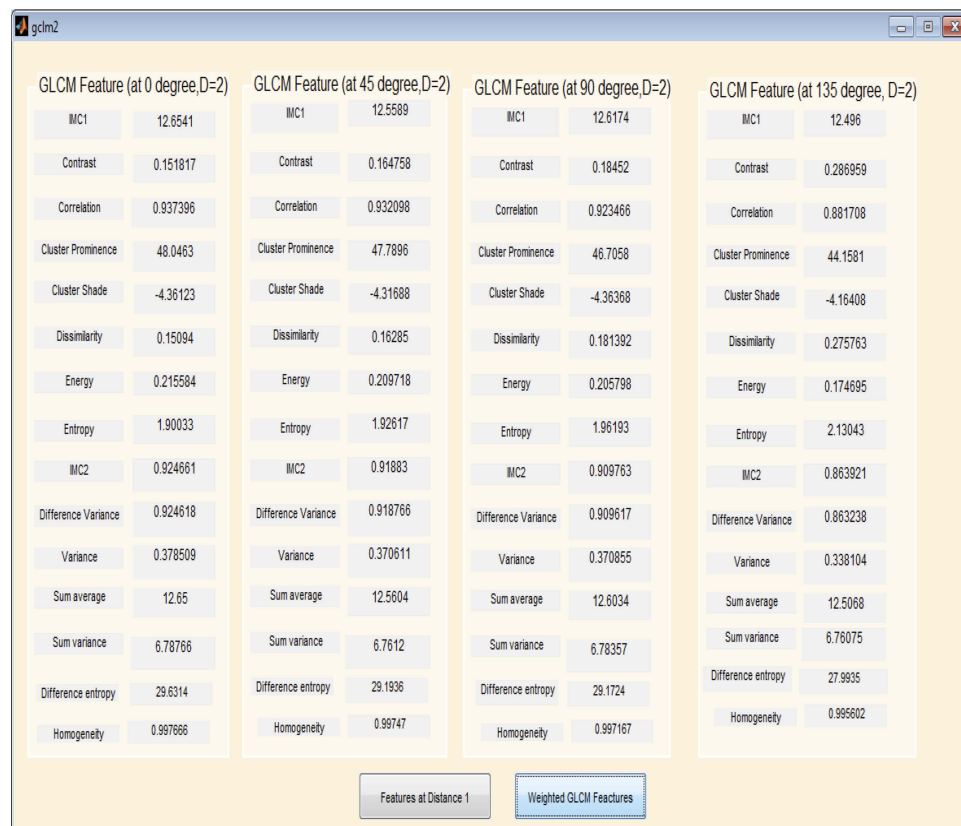 gclm2
GLCM Feature (at 0 degree,D=2)
IMC1 12.6541
Contrast 0.151817
Correlation 0.937396
Cluster Prominence 48.0463
Cluster Shade -4.36123
Dissimilarity 0.15094
Energy 0.215584
Entropy 1.90033
IMC2 0.924661
Difference Variance 0.924618
Variance 0.378509
Sum average 12.65
Sum variance 6.78766
Difference entropy 29.6314
Homogeneity 0.997666
GLCM Feature (at 45 degree,D=2)
IMC1 12.5589
Contrast 0.164758
Correlation 0.932098
Cluster Prominence 47.7896
Cluster Shade -4.31688
Dissimilarity 0.16285
Energy 0.209718
Entropy 1.92617
IMC2 0.91883
Difference Variance 0.918766
Variance 0.370611
Sum average 12.5604
Sum variance 6.7612
Difference entropy 29.1936
Homogeneity 0.99747
GLCM Feature (at 90 degree,D=2)
IMC1 12.6174
Contrast 0.18452
Correlation 0.923466
Cluster Prominence 46.7058
Cluster Shade -4.36368
Dissimilarity 0.181392
Energy 0.205798
Entropy 1.96193
IMC2 0.909763
Difference Variance 0.909617
Variance 0.370855
Sum average 12.6034
Sum variance 6.78357
Difference entropy 29.1724
Homogeneity 0.997167
GLCM Feature (at 135 degree, D=2)
IMC1 12.496
Contrast 0.286959
Correlation 0.881708
Cluster Prominence 44.1581
Cluster Shade -4.16408
Dissimilarity 0.275763
Energy 0.174695
Entropy 2.13043
IMC2 0.863921
Difference Variance 0.863238
Variance 0.338104
Sum average 12.5068
Sum variance 6.76075
Difference entropy 27.9935
Homogeneity 0.995602
Features at Distance 1
Weighted GLCM Feactures